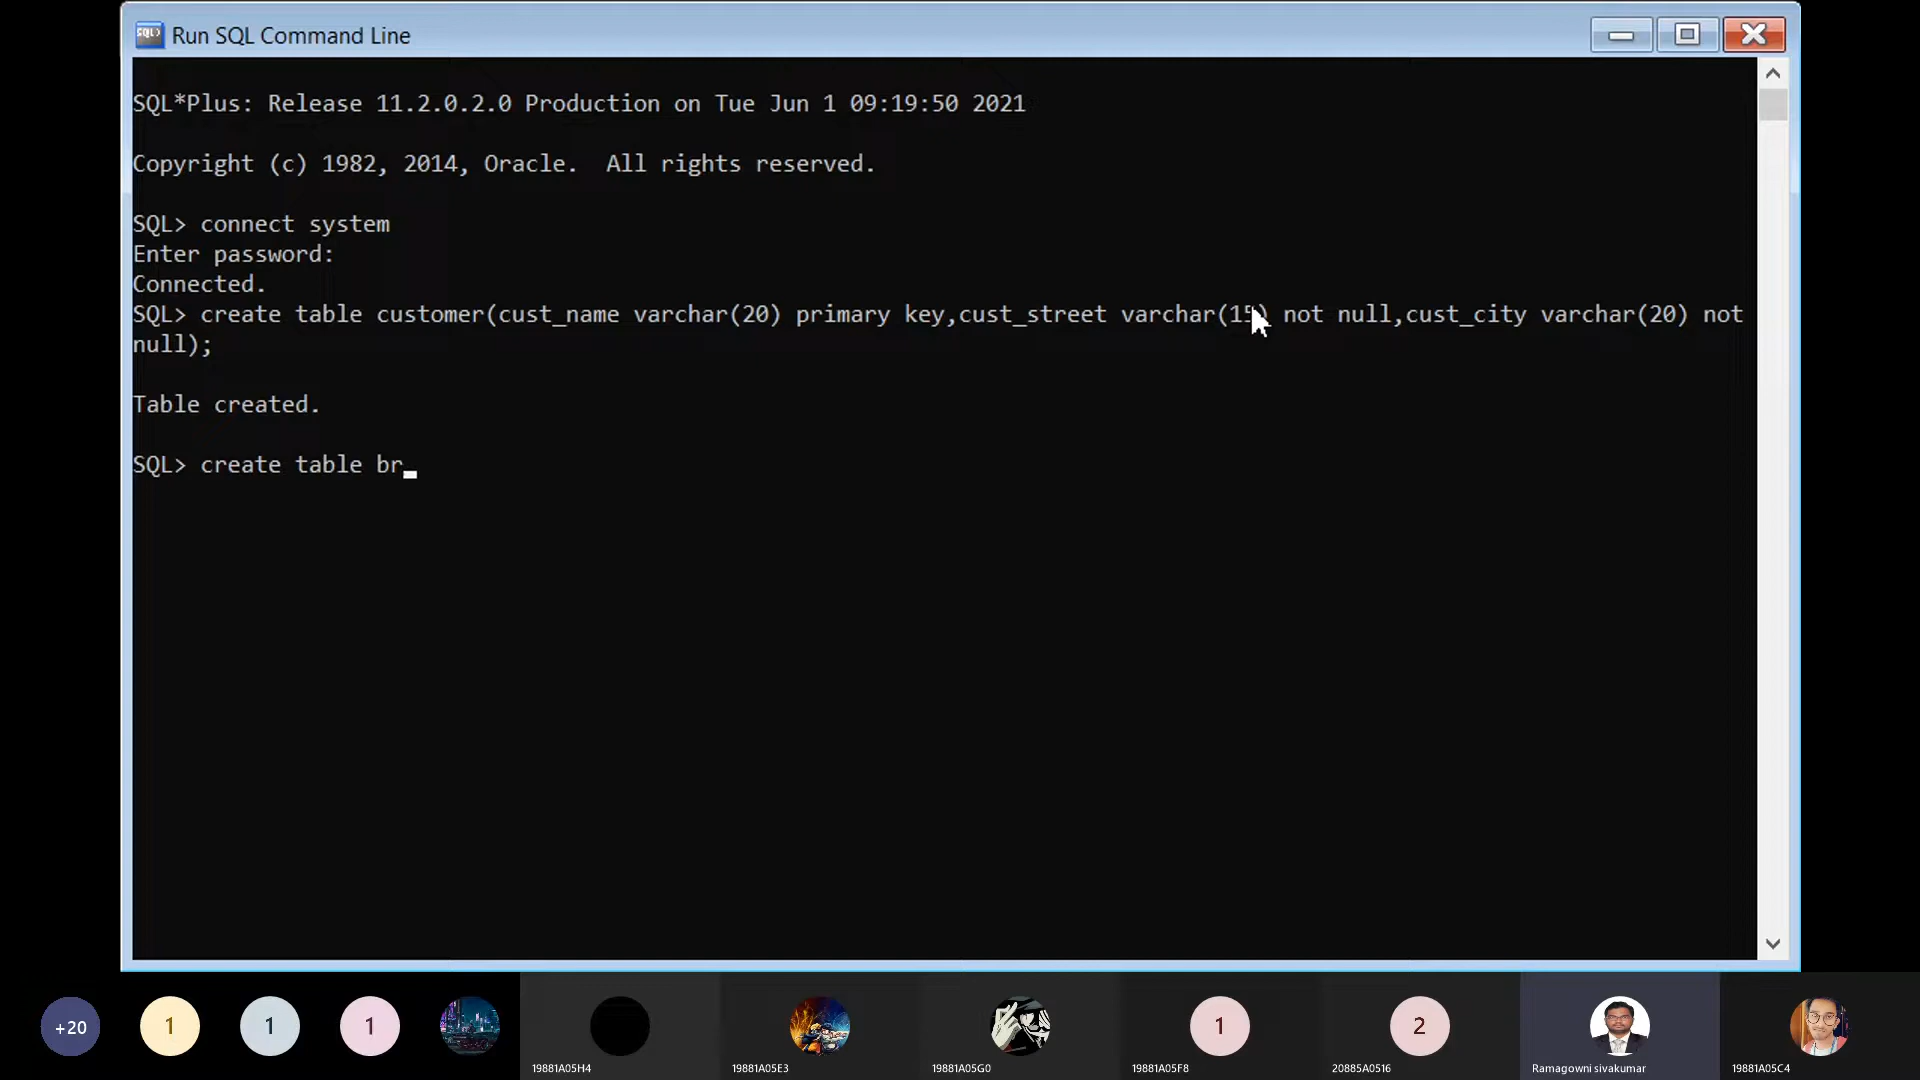 SQL> Run SQL Command Line
SQL*Plus: Release 11.2.0.2.0 Production on Tue Jun 1 09:19:50 2021
Copyright (c) 1982, 2014, Oracle.  All rights reserved.
SQL> connect system
Enter password:
Connected.
SQL> create table customer(cust_name varchar(20) primary key,cust_street varchar(15) not null,cust_city varchar(20) not
null);
Table created.
SQL> create table br_
+20 1 1 1 1 2
19881A05H4 19881A05E3 19881A05G0 19881A05F8 20885A0516 Ramagowni sivakumar 19881A05C4